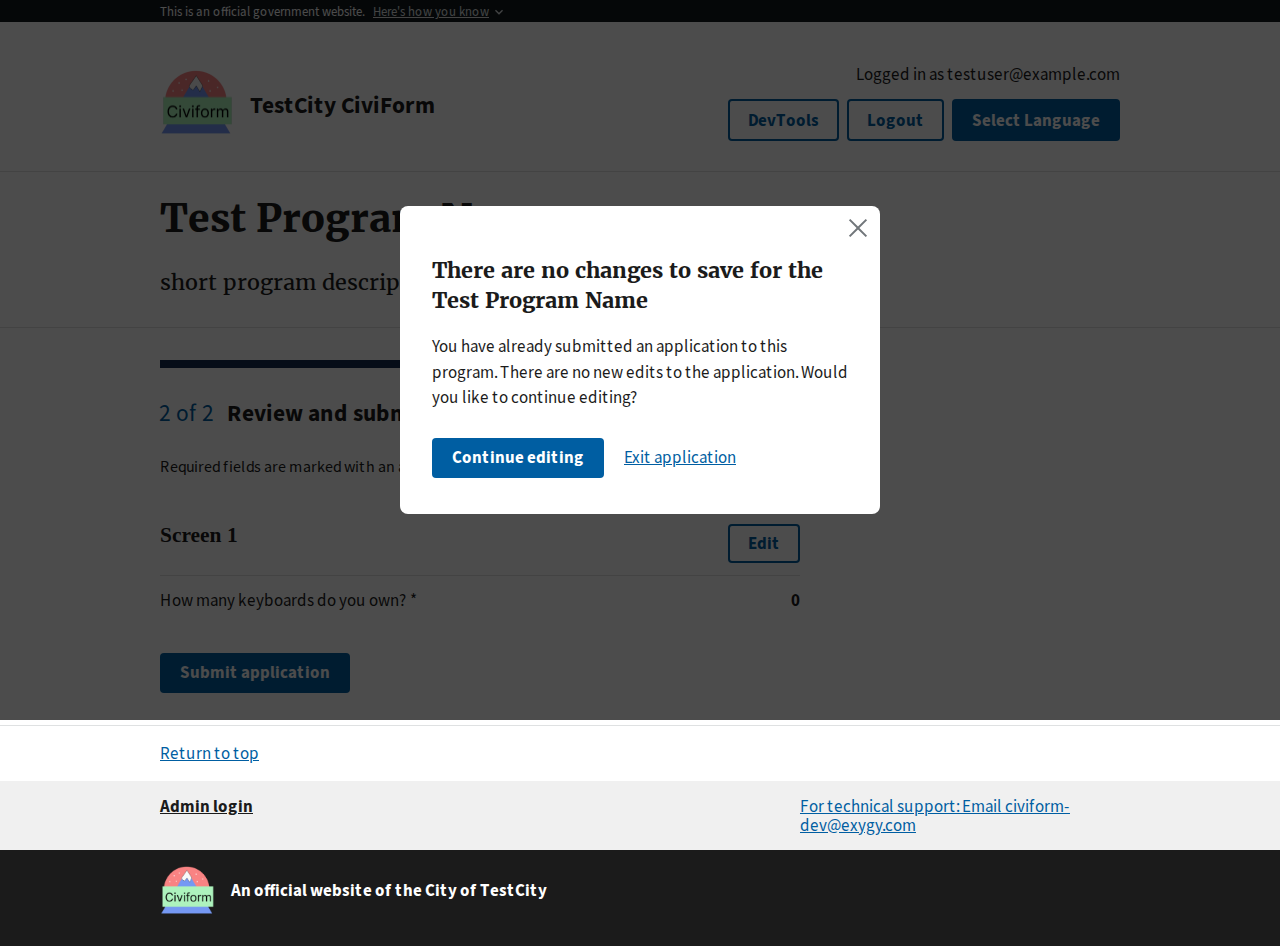 This is an official government website. Here's how you know
Civiform
TestCity CiviForm
Logged in as testuser@example.com
DevTools
Logout
Select Language
Test Program N
short program descrip
There are no changes to save for the
Test Program Name
You have already submitted an application to this
program. There are no new edits to the application. Would
you like to continue editing?
Continue editing
Exit application
2 of 2 Review and subm
Required fields are marked with an
Screen 1
Edit
How many keyboards do you own? *
0
Submit application
Return to top
Admin login
For technical support: Email civiform-
dev@exygy.com
Civiform
An official website of the City of TestCity